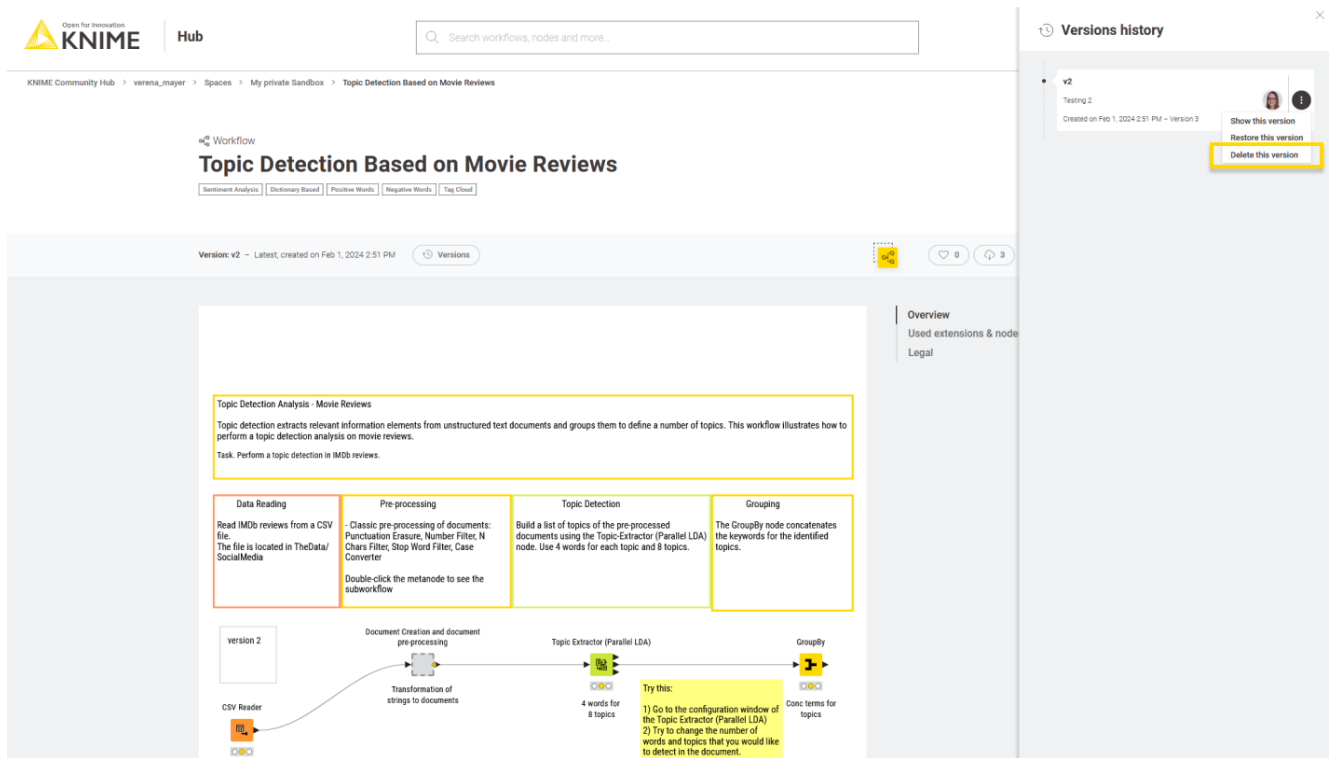 Open for Innovation
KNIME
Hub
Search workflows, nodes and more...
KNIME Community Hub > verena_mayer > Spaces > My private Sandbox > Topic Detection Based on Movie Reviews
Workflow
Topic Detection Based on Movie Reviews
Sentiment Analysis Dictionary Based Positive Words Negative Words Tag Cloud
Version: v2 – Latest, created on Feb 1, 2024 2:51 PM
Versions
0
3
Overview
Used extensions & node
Legal
Topic Detection Analysis - Movie Reviews
Topic detection extracts relevant information elements from unstructured text documents and groups them to define a number of topics. This workflow illustrates how to
perform a topic detection analysis on movie reviews.
Task. Perform a topic detection in IMDb reviews.
Data Reading
Read IMDb reviews from a CSV
file.
The file is located in TheData/
SocialMedia
Pre-processing
- Classic pre-processing of documents:
Punctuation Erasure, Number Filter, N
Chars Filter, Stop Word Filter, Case
Converter
Double-click the metanode to see the
subworkflow
Topic Detection
Build a list of topics of the pre-processed
documents using the Topic-Extractor (Parallel LDA)
node. Use 4 words for each topic and 8 topics.
Grouping
The GroupBy node concatenates
the keywords for the identified
topics.
version 2
Document Creation and document
pre-processing
Transformation of
strings to documents
CSV Reader
Topic Extractor (Parallel LDA)
4 words for
8 topics
Try this:
1) Go to the configuration window of
the Topic Extractor (Parallel LDA)
2) Try to change the number of
words and topics that you would like
to detect in the document.
GroupBy
Conc terms for
topics
Versions history
v2
Testing 2
Created on Feb 1, 2024 2:51 PM – Version 3
Show this version
Restore this version
Delete this version